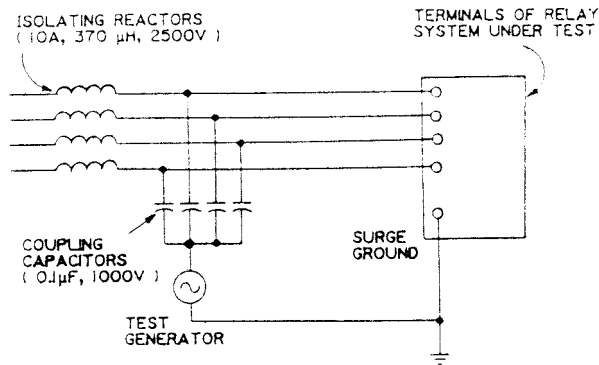 ISOLATING REACTORS
( 10A, 370 µH, 2500V )
TERMINALS OF RELAY
SYSTEM UNDER TEST
COUPLING
CAPACITORS
( 0.1µF, 1000V )
SURGE
GROUND
TEST
GENERATOR